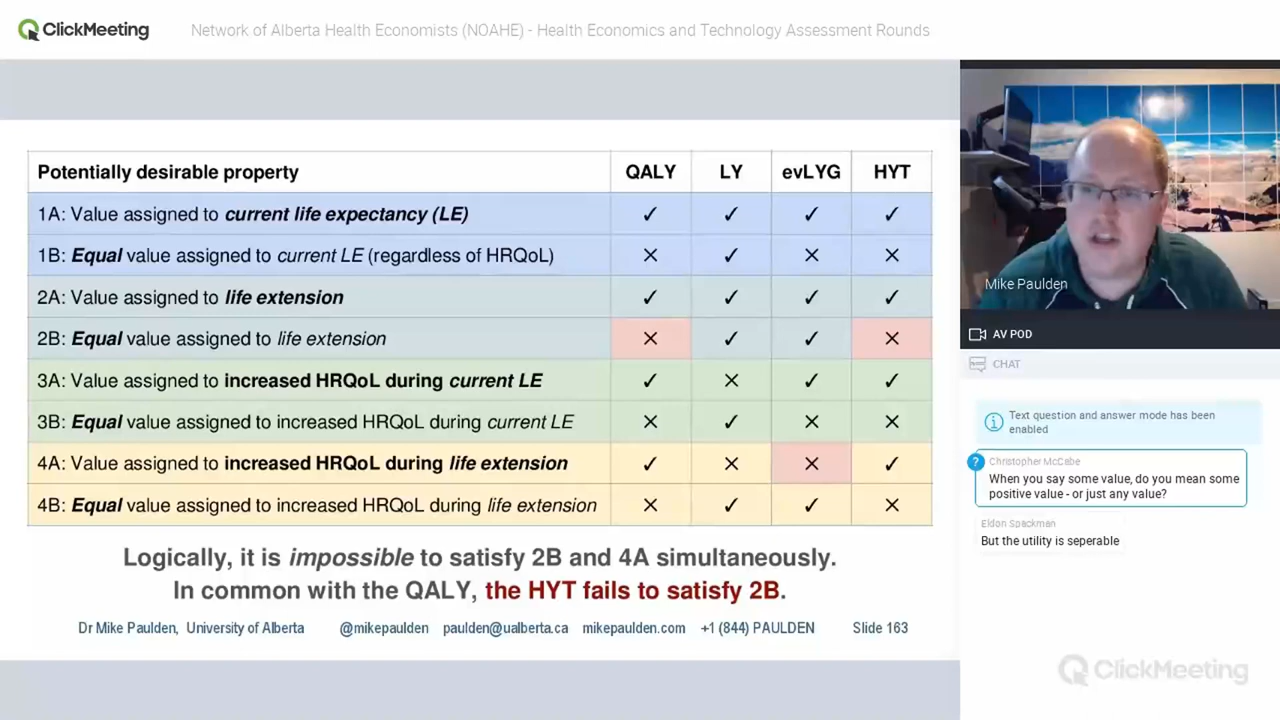 ClickMeeting
Network of Alberta Health Economists (NOAHE) - Health Economics and Technology Assessment Rounds
Potentially desirable property QALY LY evLYG HYT
1A: Value assigned to current life expectancy (LE) ✓ ✓ ✓ ✓
1B: Equal value assigned to current LE (regardless of HRQoL) × ✓ × ×
2A: Value assigned to life extension ✓ ✓ ✓ ✓
2B: Equal value assigned to life extension × ✓ ✓ ×
3A: Value assigned to increased HRQoL during current LE ✓ × ✓ ✓
3B: Equal value assigned to increased HRQoL during current LE × ✓ × ×
4A: Value assigned to increased HRQoL during life extension ✓ × × ✓
4B: Equal value assigned to increased HRQoL during life extension × ✓ ✓ ×
Logically, it is impossible to satisfy 2B and 4A simultaneously.
In common with the QALY, the HYT fails to satisfy 2B.
Dr Mike Paulden, University of Alberta @mikepaulden paulden@ualberta.ca mikepaulden.com +1 (844) PAULDEN Slide 163
Mike Paulden
AV POD
CHAT
Text question and answer mode has been
enabled
? Christopher McCabe
When you say some value, do you mean some
positive value - or just any value?
Eldon Spackman
But the utility is seperable
ClickMeeting